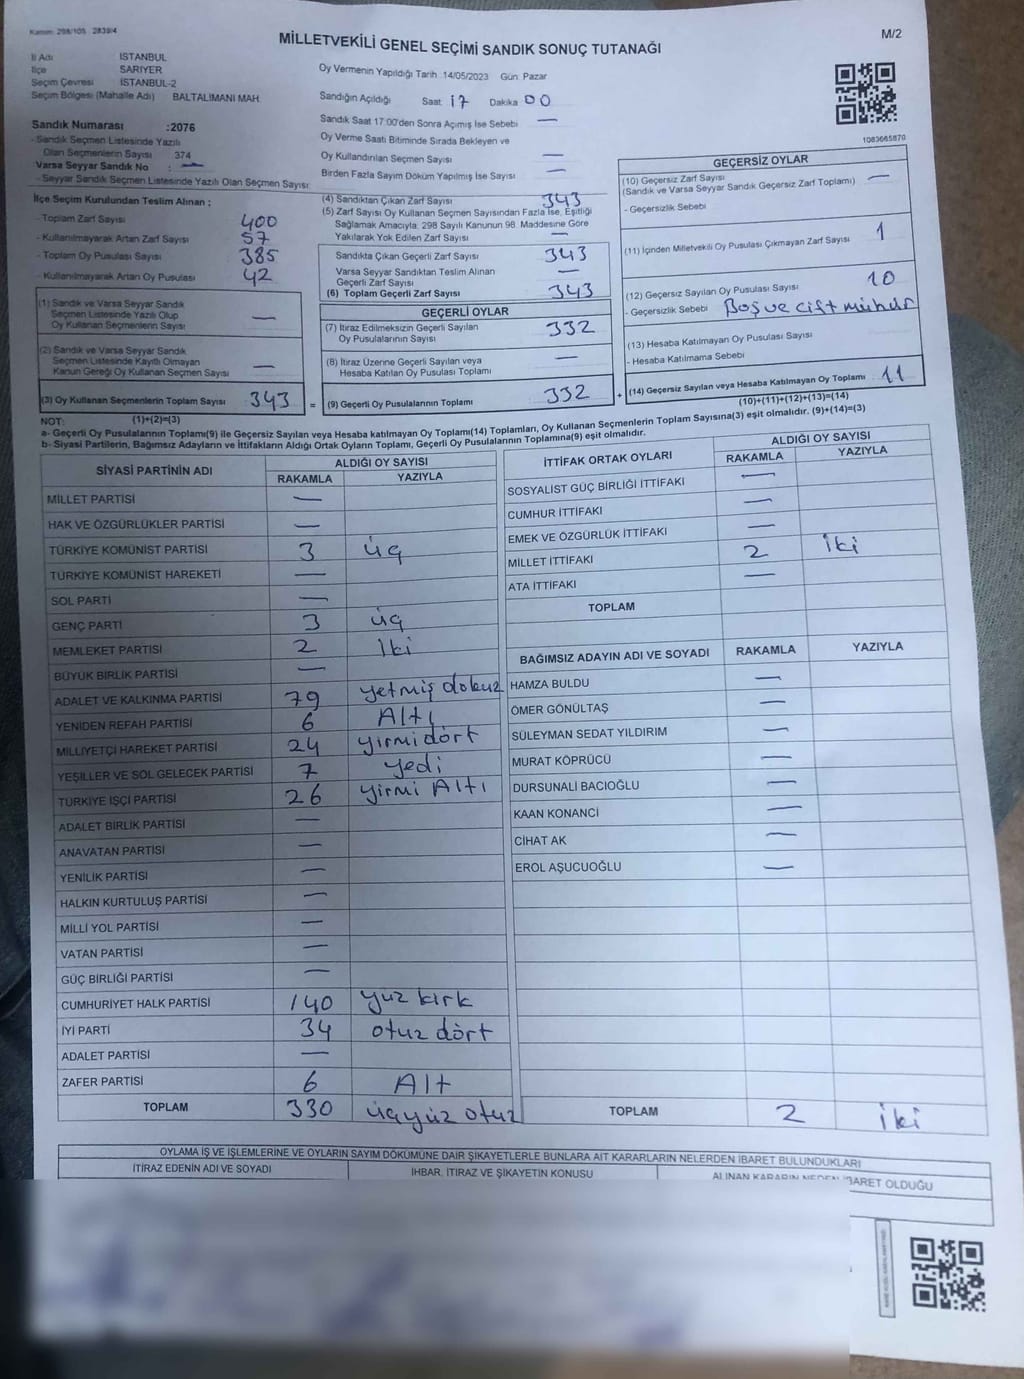 Kanun: 298/105 2839/4
MİLLETVEKİLİ GENEL SEÇİMİ SANDIK SONUÇ TUTANAĞI
M/2
İl Adı İSTANBUL
İlçe SARIYER
Seçim Çevresi İSTANBUL-2
Seçim Bölgesi (Mahalle Adı) BALTALİMANI MAH.
Oy Vermenin Yapıldığı Tarih 14/05/2023 Gün: Pazar
Sandığın Açıldığı Saat 17 Dakika 00
Sandık Saat 17:00'den Sonra Açılmış İse Sebebi —
Oy Verme Saati Bitiminde Sırada Bekleyen ve
Oy Kullandırılan Seçmen Sayısı —
Birden Fazla Sayım Döküm Yapılmış İse Sayısı —
1083665870
Sandık Numarası :2076
- Sandık Seçmen Listesinde Yazılı
Olan Seçmenlerin Sayısı 374
Varsa Seyyar Sandık No : —
- Seyyar Sandık Seçmen Listesinde Yazılı Olan Seçmen Sayısı
İlçe Seçim Kurulundan Teslim Alınan ;
- Toplam Zarf Sayısı 400
- Kullanılmayarak Artan Zarf Sayısı 57
- Toplam Oy Pusulası Sayısı 385
- Kullanılmayarak Artan Oy Pusulası 42
(1) Sandık ve Varsa Seyyar Sandık
Seçmen Listesinde Yazılı Olup
Oy Kullanan Seçmenlerin Sayısı —
(2) Sandık ve Varsa Seyyar Sandık
Seçmen Listesinde Kayıtlı Olmayan
Kanun Gereği Oy Kullanan Seçmen Sayısı —
(3) Oy Kullanan Seçmenlerin Toplam Sayısı 343 =
(1)+(2)=(3)
(4) Sandıktan Çıkan Zarf Sayısı 343
(5) Zarf Sayısı Oy Kullanan Seçmen Sayısından Fazla İse, Eşitliği
Sağlamak Amacıyla; 298 Sayılı Kanunun 98. Maddesine Göre
Yakılarak Yok Edilen Zarf Sayısı —
Sandıkta Çıkan Geçerli Zarf Sayısı 343
Varsa Seyyar Sandıktan Teslim Alınan
Geçerli Zarf Sayısı —
(6) Toplam Geçerli Zarf Sayısı 343
GEÇERLİ OYLAR
(7) İtiraz Edilmeksizin Geçerli Sayılan
Oy Pusulalarının Sayısı 332
(8) İtiraz Üzerine Geçerli Sayılan veya
Hesaba Katılan Oy Pusulası Toplamı —
(9) Geçerli Oy Pusulalarının Toplamı 332 +
GEÇERSİZ OYLAR
(10) Geçersiz Zarf Sayısı
(Sandık ve Varsa Seyyar Sandık Geçersiz Zarf Toplamı) —
- Geçersizlik Sebebi
(11) İçinden Milletvekili Oy Pusulası Çıkmayan Zarf Sayısı 1
(12) Geçersiz Sayılan Oy Pusulası Sayısı 10
- Geçersizlik Sebebi Boş ve çift mühür
(13) Hesaba Katılmayan Oy Pusulası Sayısı
- Hesaba Katılmama Sebebi
(14) Geçersiz Sayılan veya Hesaba Katılmayan Oy Toplamı 11
(10)+(11)+(12)+(13)=(14)
NOT:
a- Geçerli Oy Pusulalarının Toplamı(9) ile Geçersiz Sayılan veya Hesaba katılmayan Oy Toplamı(14) Toplamları, Oy Kullanan Seçmenlerin Toplam Sayısına(3) eşit olmalıdır. (9)+(14)=(3)
b- Siyasi Partilerin, Bağımsız Adayların ve İttifakların Aldığı Ortak Oyların Toplamı, Geçerli Oy Pusulalarının Toplamına(9) eşit olmalıdır.
SİYASİ PARTİNİN ADI ALDIĞI OY SAYISI
RAKAMLA YAZIYLA
MİLLET PARTİSİ —
HAK VE ÖZGÜRLÜKLER PARTİSİ —
TÜRKİYE KOMÜNİST PARTİSİ 3 üç
TÜRKİYE KOMÜNİST HAREKETİ —
SOL PARTİ —
GENÇ PARTİ 3 üç
MEMLEKET PARTİSİ 2 İki
BÜYÜK BİRLİK PARTİSİ —
ADALET VE KALKINMA PARTİSİ 79 yetmiş dokuz
YENİDEN REFAH PARTİSİ 6 Altı
MİLLİYETÇİ HAREKET PARTİSİ 24 yirmi dört
YEŞİLLER VE SOL GELECEK PARTİSİ 7 yedi
TÜRKİYE İŞÇİ PARTİSİ 26 yirmi Altı
ADALET BİRLİK PARTİSİ —
ANAVATAN PARTİSİ —
YENİLİK PARTİSİ —
HALKIN KURTULUŞ PARTİSİ —
MİLLİ YOL PARTİSİ —
VATAN PARTİSİ —
GÜÇ BİRLİĞİ PARTİSİ —
CUMHURİYET HALK PARTİSİ 140 yüz kırk
İYİ PARTİ 34 otuz dört
ADALET PARTİSİ —
ZAFER PARTİSİ 6 Altı
TOPLAM 330 üçyüz otuz
İTTİFAK ORTAK OYLARI ALDIĞI OY SAYISI
RAKAMLA YAZIYLA
SOSYALİST GÜÇ BİRLİĞİ İTTİFAKI —
CUMHUR İTTİFAKI —
EMEK VE ÖZGÜRLÜK İTTİFAKI —
MİLLET İTTİFAKI 2 İki
ATA İTTİFAKI —
TOPLAM
BAĞIMSIZ ADAYIN ADI VE SOYADI RAKAMLA YAZIYLA
HAMZA BULDU —
ÖMER GÖNÜLTAŞ —
SÜLEYMAN SEDAT YILDIRIM —
MURAT KÖPRÜCÜ —
DURSUNALİ BACIOĞLU —
KAAN KONANCİ —
CİHAT AK —
EROL AŞUCUOĞLU —
TOPLAM 2 İki
OYLAMA İŞ VE İŞLEMLERİNE VE OYLARIN SAYIM DÖKÜMÜNE DAİR ŞİKAYETLERLE BUNLARA AİT KARARLARIN NELERDEN İBARET BULUNDUKLARI
İTİRAZ EDENİN ADI VE SOYADI İHBAR, İTİRAZ VE ŞİKAYETİN KONUSU ALINAN KARARIN NEDEN İBARET OLDUĞU